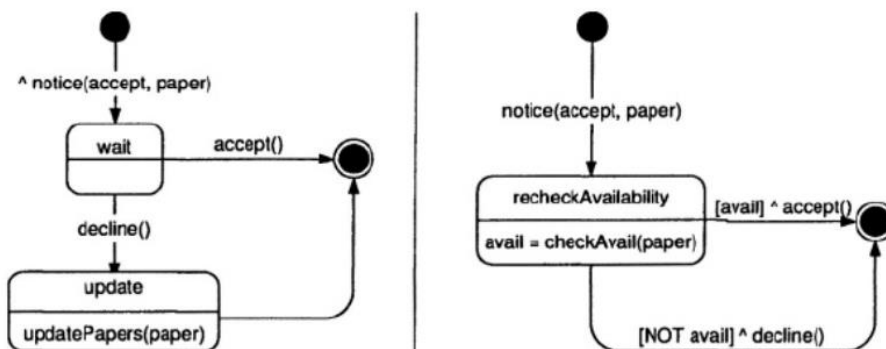 ^ notice(accept, paper)
wait
accept()
decline()
update
updatePapers(paper)
notice(accept, paper)
recheckAvailability
avail = checkAvail(paper)
[avail] ^ accept()
[NOT avail] ^ decline()